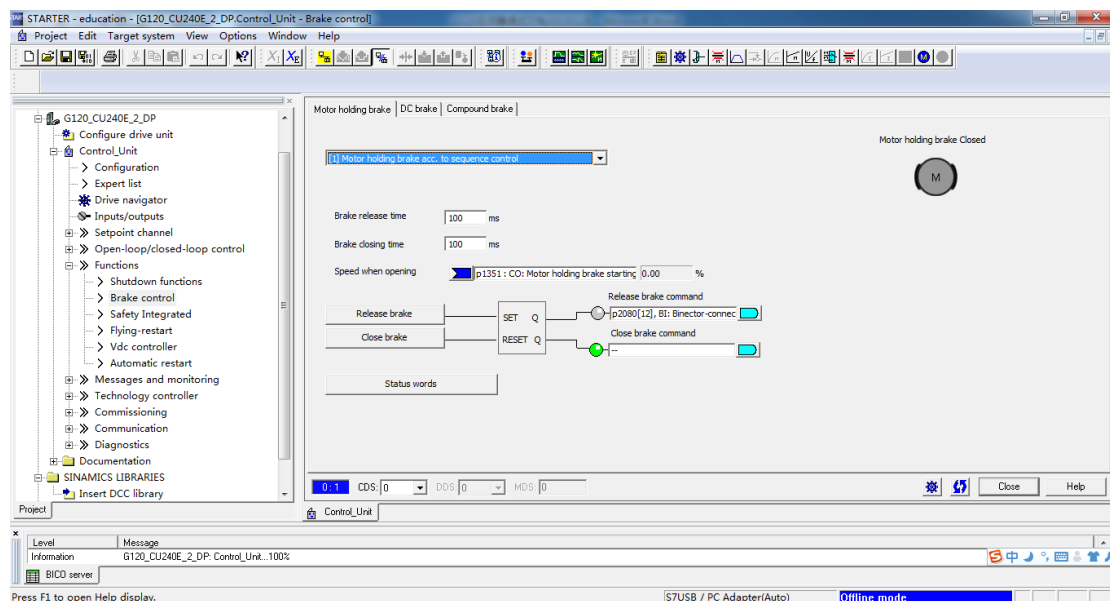 STARTER - education - [G120_CU240E_2_DP.Control_Unit - Brake control]
Project Edit Target system View Options Window Help
G120_CU240E_2_DP
Configure drive unit
Control_Unit
Configuration
Expert list
Drive navigator
Inputs/outputs
Setpoint channel
Open-loop/closed-loop control
Functions
Shutdown functions
Brake control
Safety Integrated
Flying-restart
Vdc controller
Automatic restart
Messages and monitoring
Technology controller
Commissioning
Communication
Diagnostics
Documentation
SINAMICS LIBRARIES
Insert DCC library
Project
Motor holding brake DC brake Compound brake
[1] Motor holding brake acc. to sequence control
Motor holding brake Closed
M
Brake release time 100 ms
Brake closing time 100 ms
Speed when opening p1351 : CO: Motor holding brake starting 0.00 %
Release brake command
Release brake SET Q p2080[12], BI: Binector-connec
Close brake command
Close brake RESET Q --
Status words
0: 1 CDS: 0 DDS: 0 MDS: 0 Close Help
Control_Unit
Level Message
Information G120_CU240E_2_DP: Control_Unit...100%
中
BICO server
Press F1 to open Help display. S7USB / PC Adapter(Auto) Offline mode